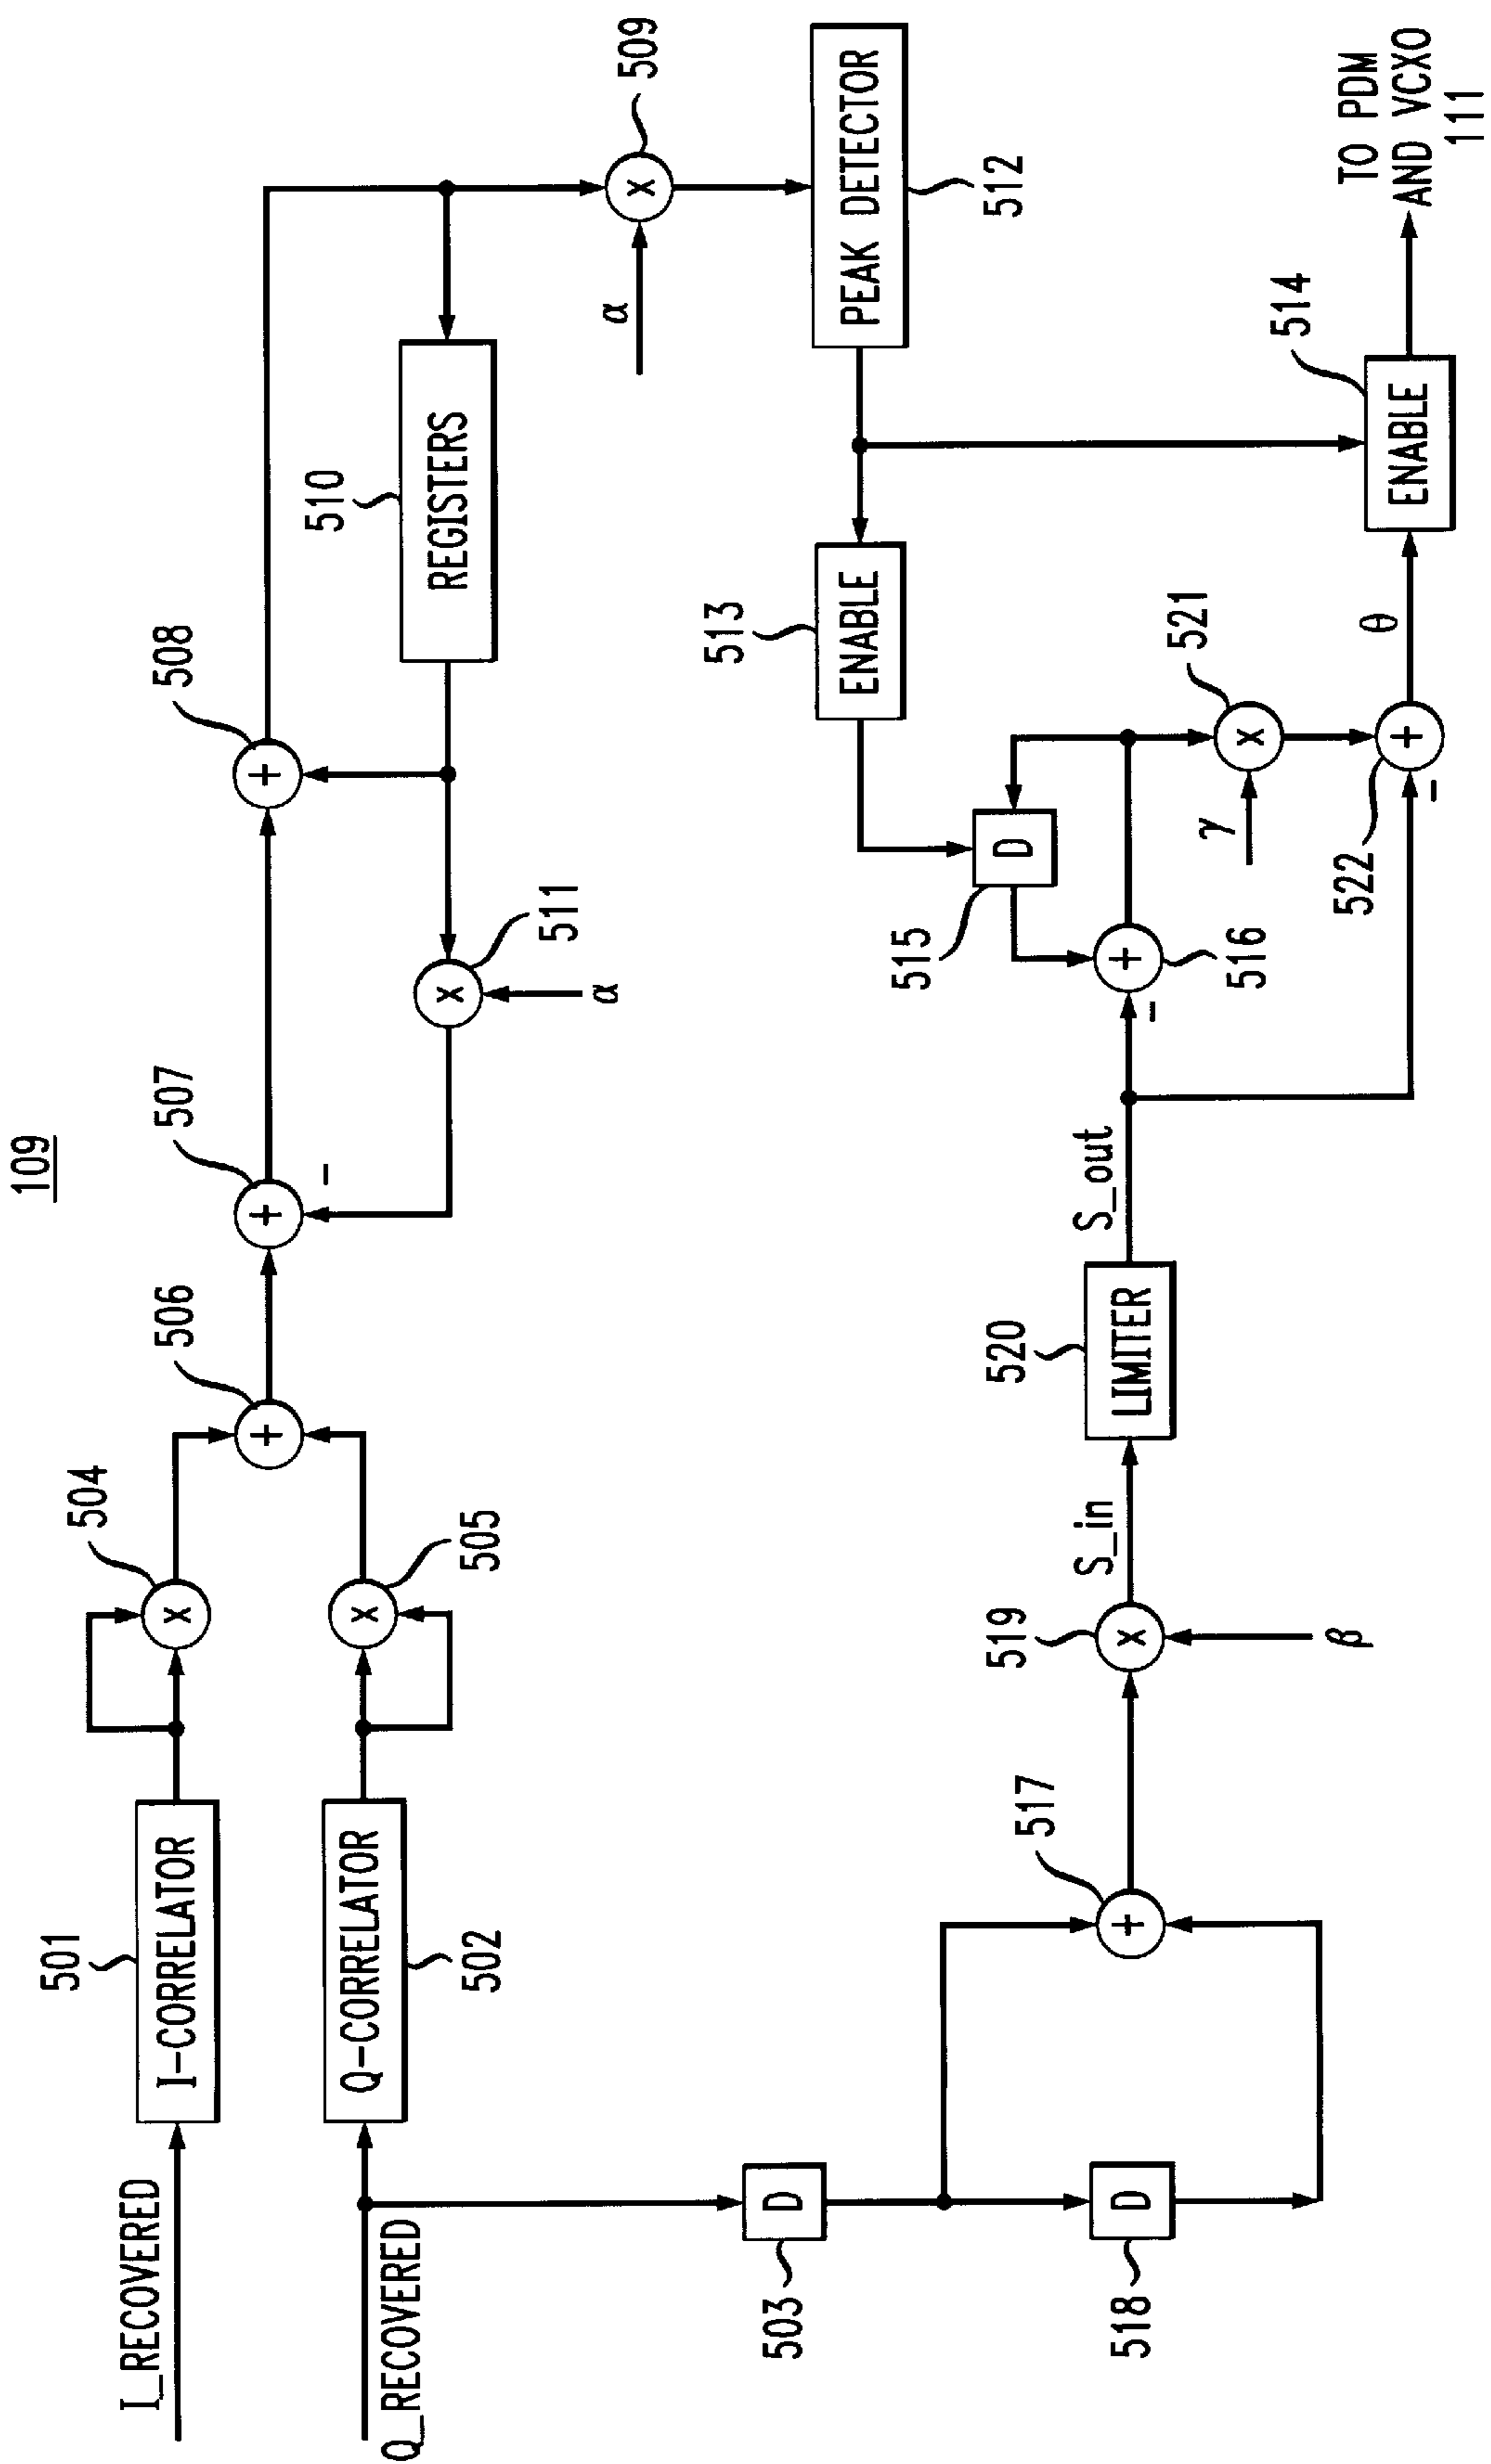 109
I_RECOVERED
501
I-CORRELATOR
504
X
506
+
507
+
-
508
+
Q_RECOVERED
Q-CORRELATOR
502
X
505
X
511
α
510
REGISTERS
α
X
509
PEAK DETECTOR
512
513
ENABLE
D
503
D
518
517
+
519
X
β
S_in
520
LIMITER
S_out
515
D
+
-
516
γ
X
521
522
+
-
θ
514
ENABLE
TO PDM
AND VCXO
111